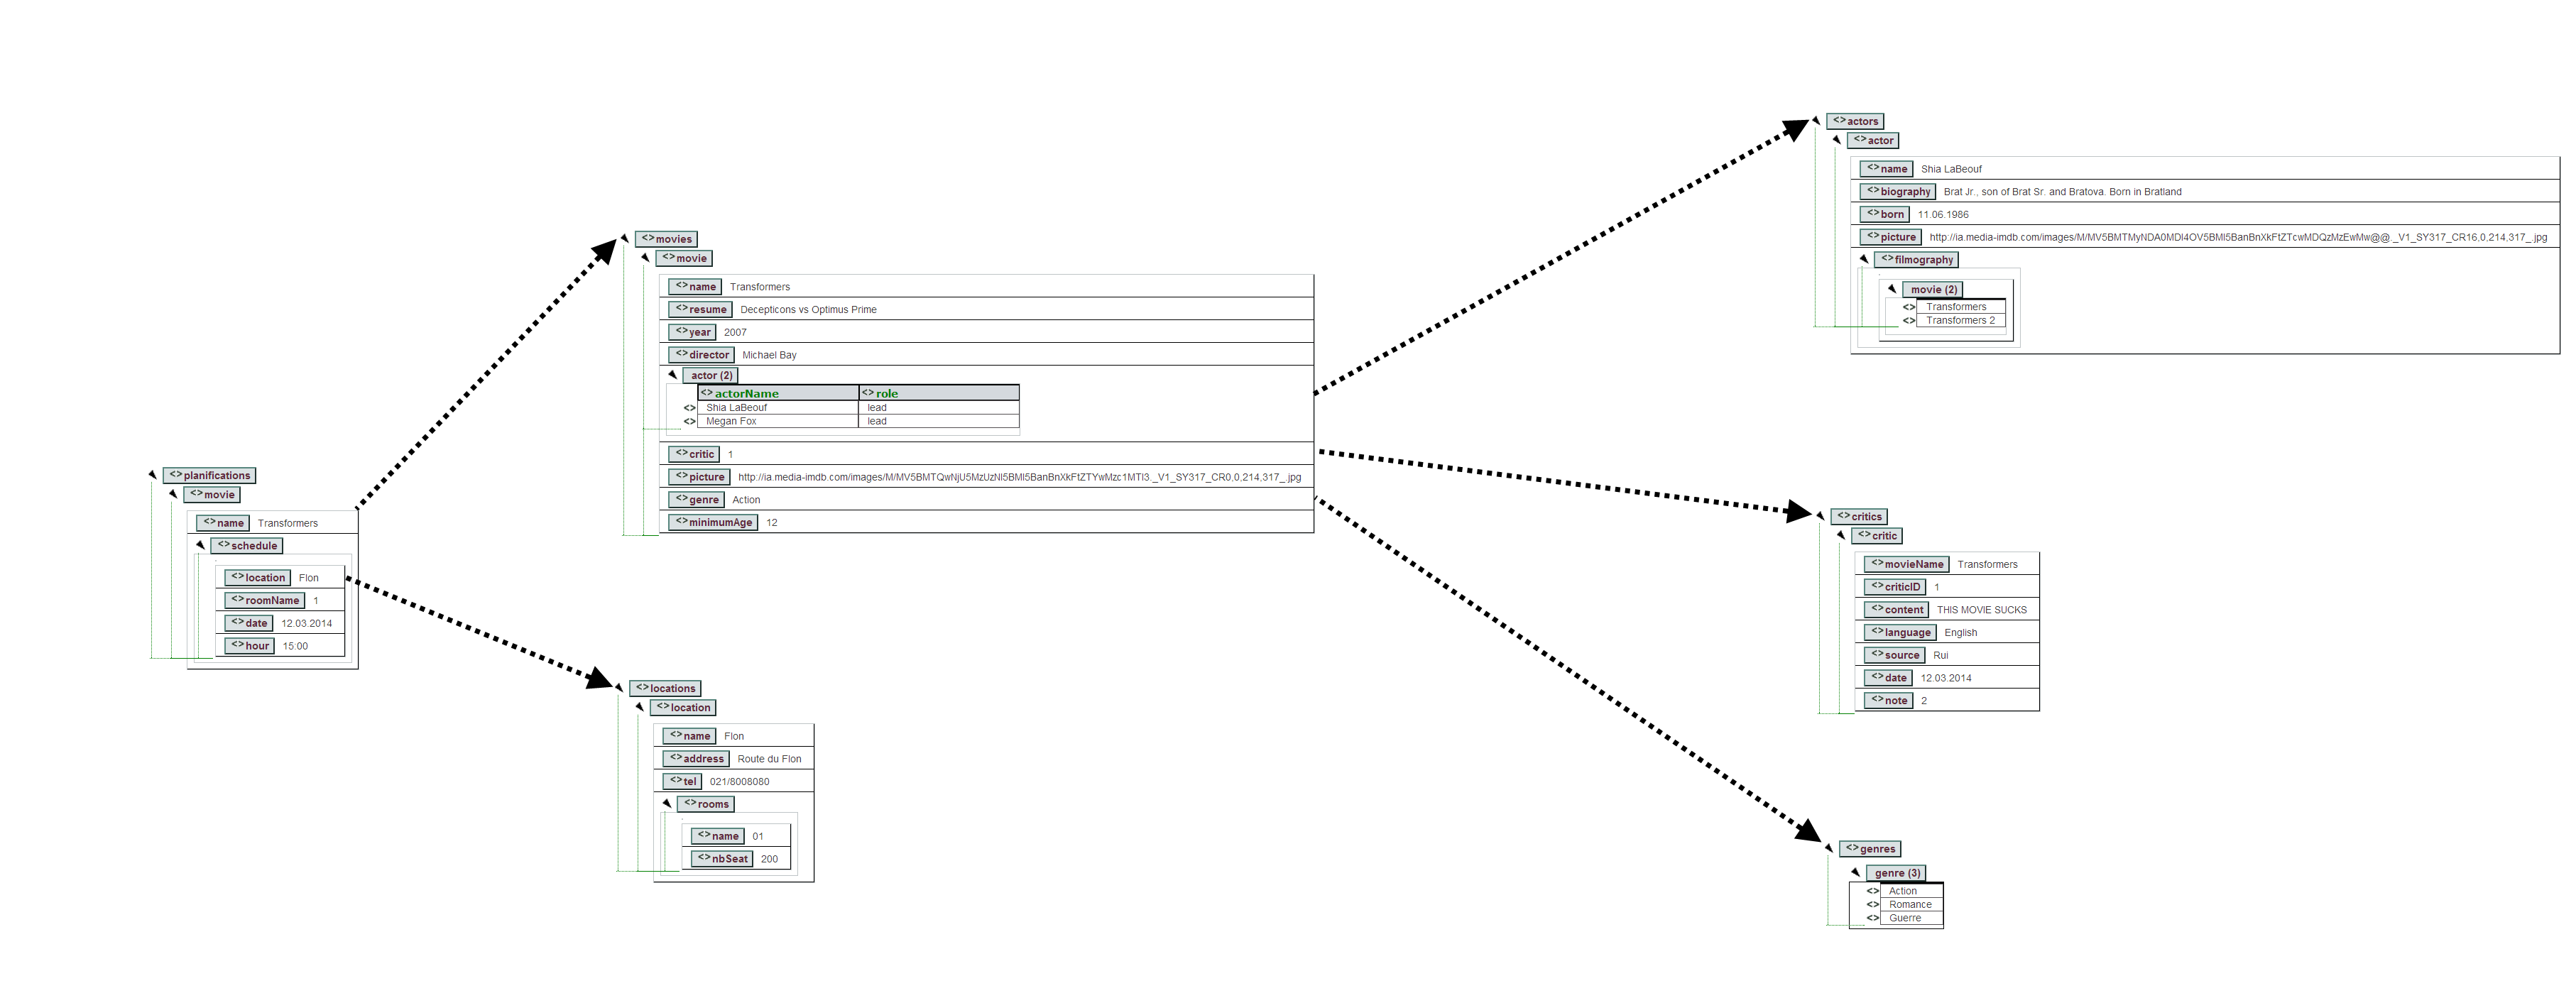 <>planifications
<>movie
<>name Transformers
<>schedule
<>location Flon
<>roomName 1
<>date 12.03.2014
<>hour 15:00
<>movies
<>movie
<>name Transformers
<>resume Decepticons vs Optimus Prime
<>year 2007
<>director Michael Bay
actor (2)
<>actorName <>role
<> Shia LaBeouf lead
<> Megan Fox lead
<>critic 1
<>picture http://ia.media-imdb.com/images/M/MV5BMTQwNjU5MzUzNl5BMl5BanBnXkFtZTYwMzc1MTI3._V1_SY317_CR0,0,214,317_.jpg
<>genre Action
<>minimumAge 12
<>locations
<>location
<>name Flon
<>address Route du Flon
<>tel 021/8008080
<>rooms
<>name 01
<>nbSeat 200
<>actors
<>actor
<>name Shia LaBeouf
<>biography Brat Jr., son of Brat Sr. and Bratova. Born in Bratland
<>born 11.06.1986
<>picture http://ia.media-imdb.com/images/M/MV5BMTMyNDA0MDI4OV5BMl5BanBnXkFtZTcwMDQzMzEwMw@@._V1_SY317_CR16,0,214,317_.jpg
<>filmography
movie (2)
<> Transformers
<> Transformers 2
<>critics
<>critic
<>movieName Transformers
<>criticID 1
<>content THIS MOVIE SUCKS
<>language English
<>source Rui
<>date 12.03.2014
<>note 2
<>genres
genre (3)
<> Action
<> Romance
<> Guerre